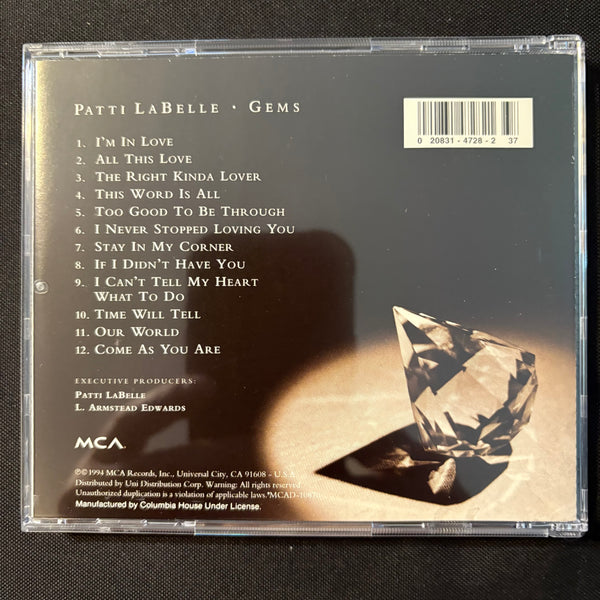 PATTI LABELLE · GEMS
0 20831-4728-2 37
1. I'M IN LOVE
2. ALL THIS LOVE
3. THE RIGHT KINDA LOVER
4. THIS WORD IS ALL
5. TOO GOOD TO BE THROUGH
6. I NEVER STOPPED LOVING YOU
7. STAY IN MY CORNER
8. IF I DIDN'T HAVE YOU
9. I CAN'T TELL MY HEART
WHAT TO DO
10. TIME WILL TELL
11. OUR WORLD
12. COME AS YOU ARE
EXECUTIVE PRODUCERS:
PATTI LABELLE
L. ARMSTEAD EDWARDS
MCA
℗© 1994 MCA Records, Inc., Universal City, CA 91608 – U.S.A.
Distributed by Uni Distribution Corp. Warning: All rights reserved.
Unauthorized duplication is a violation of applicable laws.
Manufactured by Columbia House Under License.